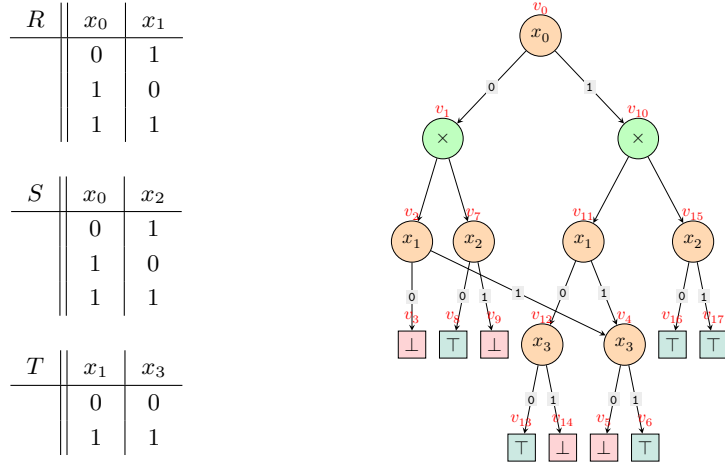 R x₀ x₁
0 1
1 0
1 1
S x₀ x₂
0 1
1 0
1 1
T x₁ x₃
0 0
1 1
v₀
x₀
0 1
v₁ v₁₀
× ×
v₂ v₇ v₁₁ v₁₅
x₁ x₂ x₁ x₂
0 0 1 1 0 1 0 1
v₃ v₈ v₉ v₁₂ v₄ v₁₆ v₁₇
⊥ ⊤ ⊥ x₃ x₃ ⊤ ⊤
0 1 0 1
v₁₃ v₁₄ v₅ v₆
⊤ ⊥ ⊥ ⊤